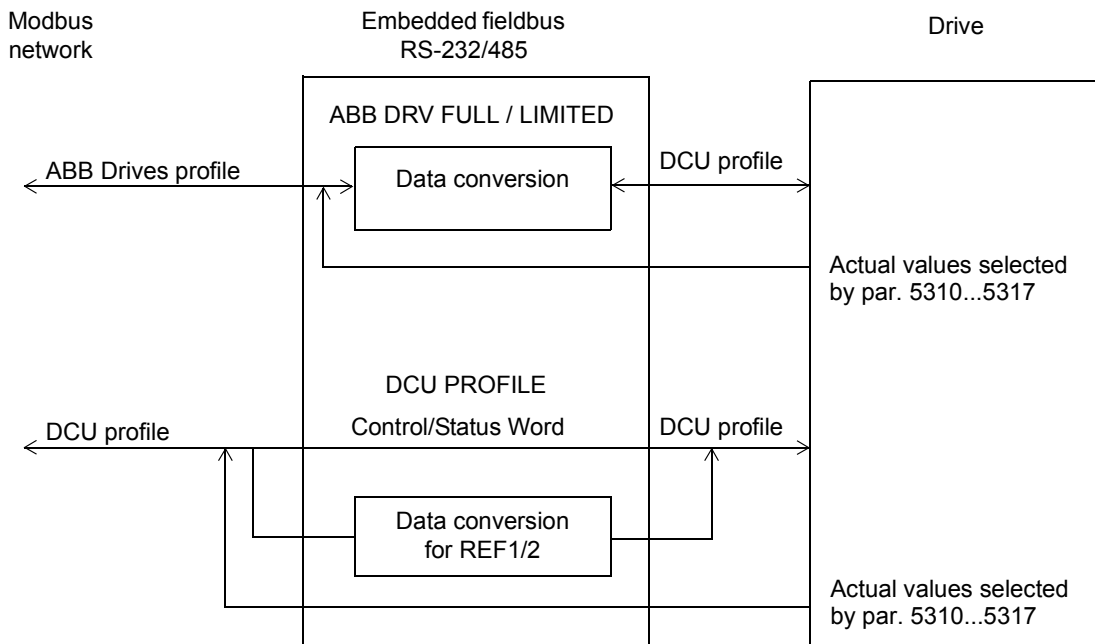 Modbus
network
Embedded fieldbus
RS-232/485
Drive
ABB DRV FULL / LIMITED
ABB Drives profile
Data conversion
DCU profile
Actual values selected
by par. 5310...5317
DCU PROFILE
DCU profile
Control/Status Word
DCU profile
Data conversion
for REF1/2
Actual values selected
by par. 5310...5317